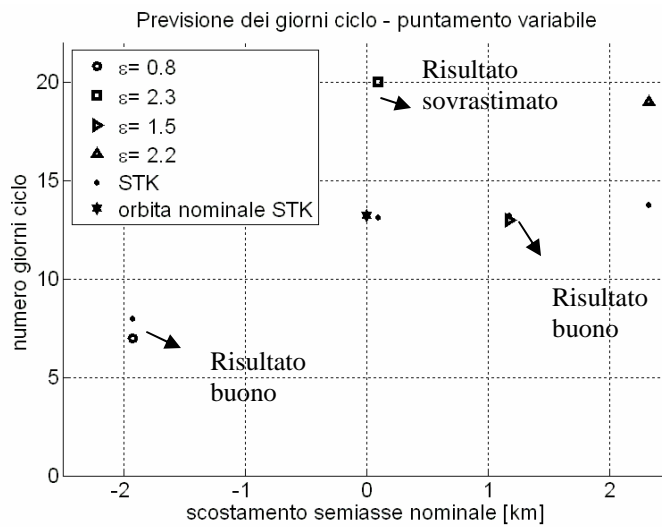 Previsione dei giorni ciclo - puntamento variabile
ε= 0.8
ε= 2.3
ε= 1.5
ε= 2.2
STK
orbita nominale STK
Risultato
sovrastimato
Risultato
buono
Risultato
buono
numero giorni ciclo
20
15
10
5
0
-2
-1
0
1
2
scostamento semiasse nominale [km]